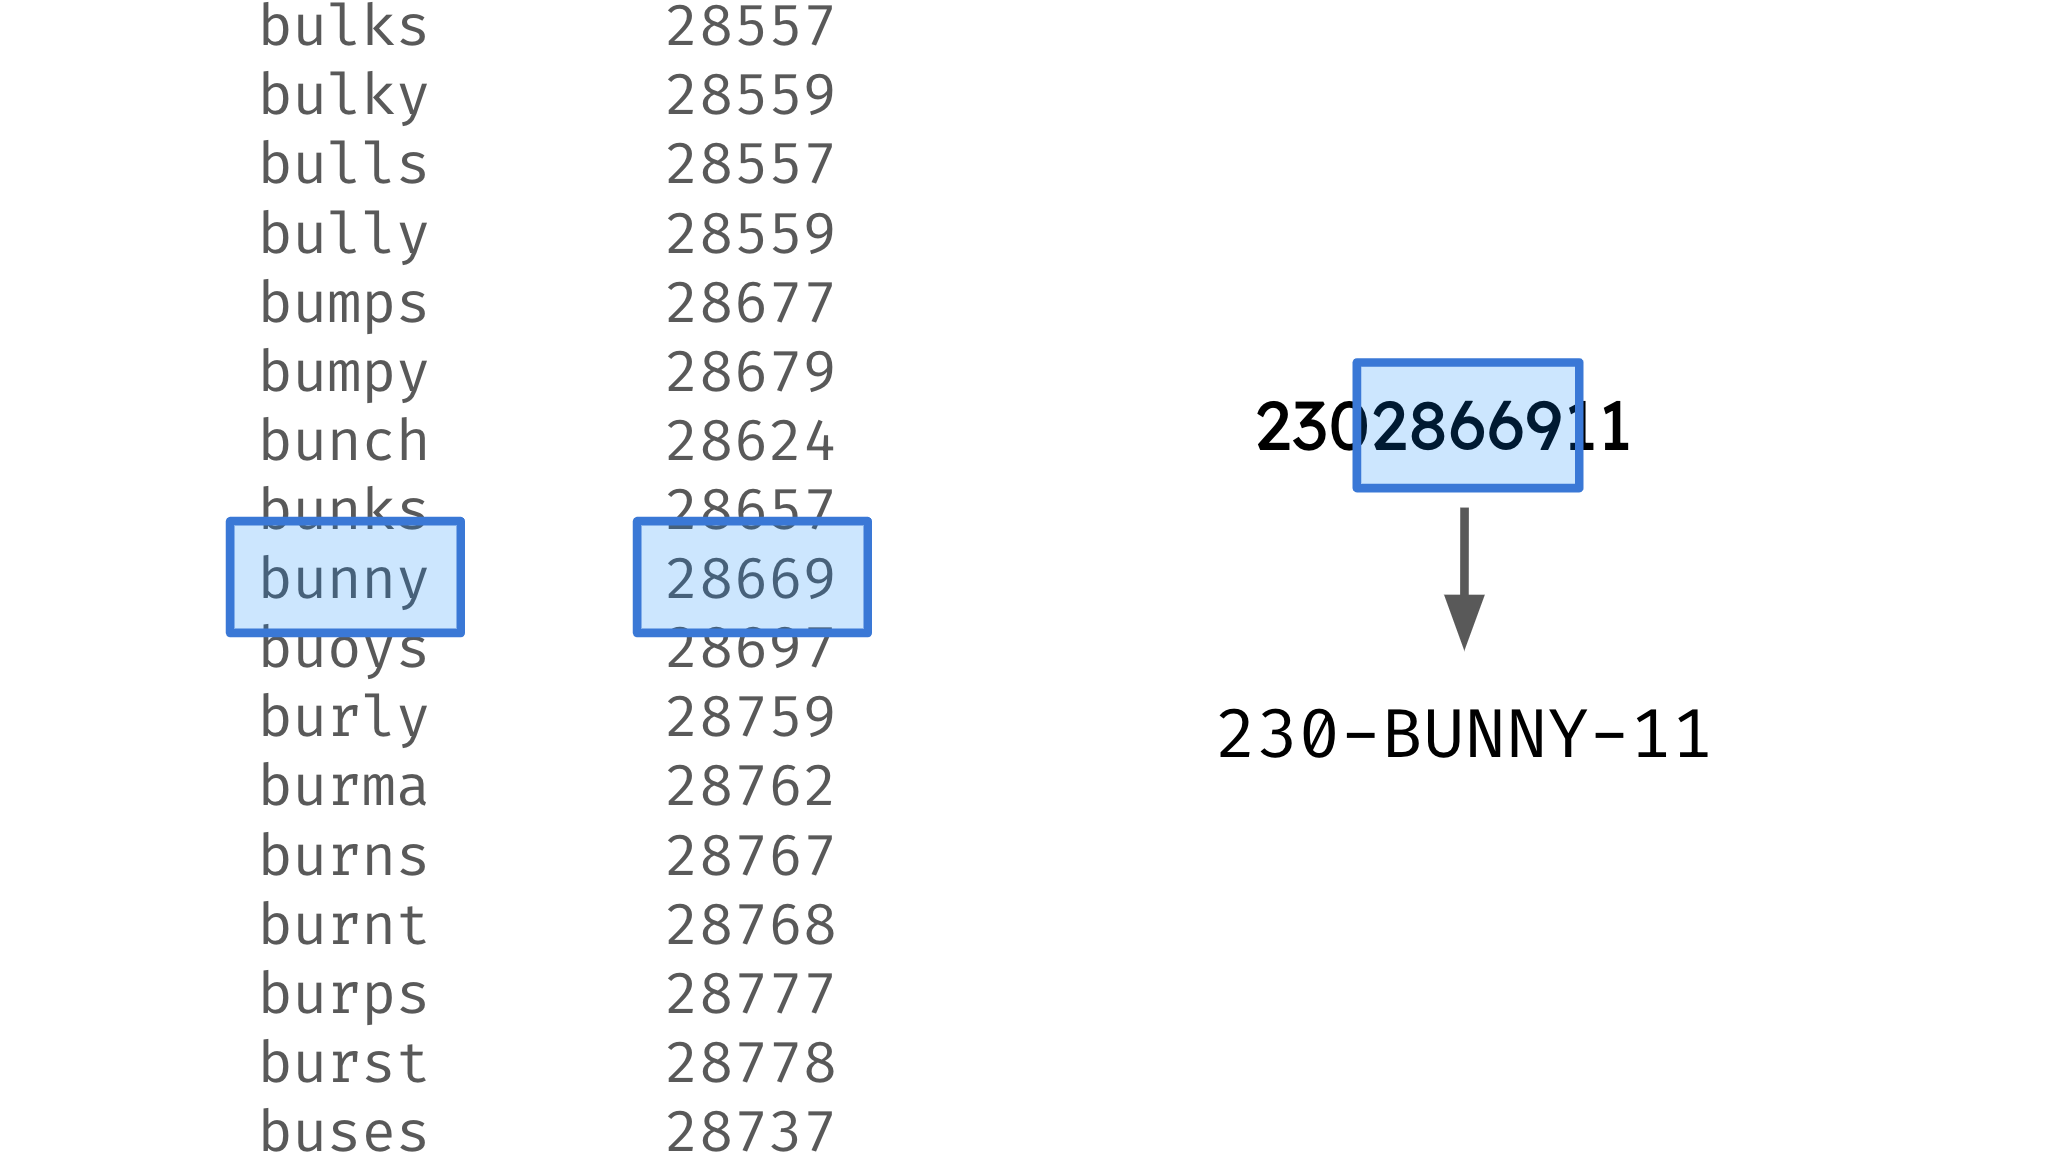 bulks 28557
bulky 28559
bulls 28557
bully 28559
bumps 28677
bumpy 28679
bunch 28624
bunks 28657
bunny 28669
buoys 28697
burly 28759
burma 28762
burns 28767
burnt 28768
burps 28777
burst 28778
buses 28737
2302866911
230-BUNNY-11